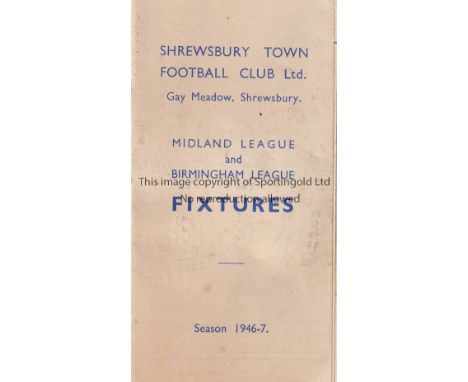 SHREWSBURY TOWN
FOOTBALL CLUB Ltd.
Gay Meadow, Shrewsbury.
MIDLAND LEAGUE
and
BIRMINGHAM LEAGUE
This image copyright of Sportingold Ltd
No reproduction allowed
FIXTURES
Season 1946-7.